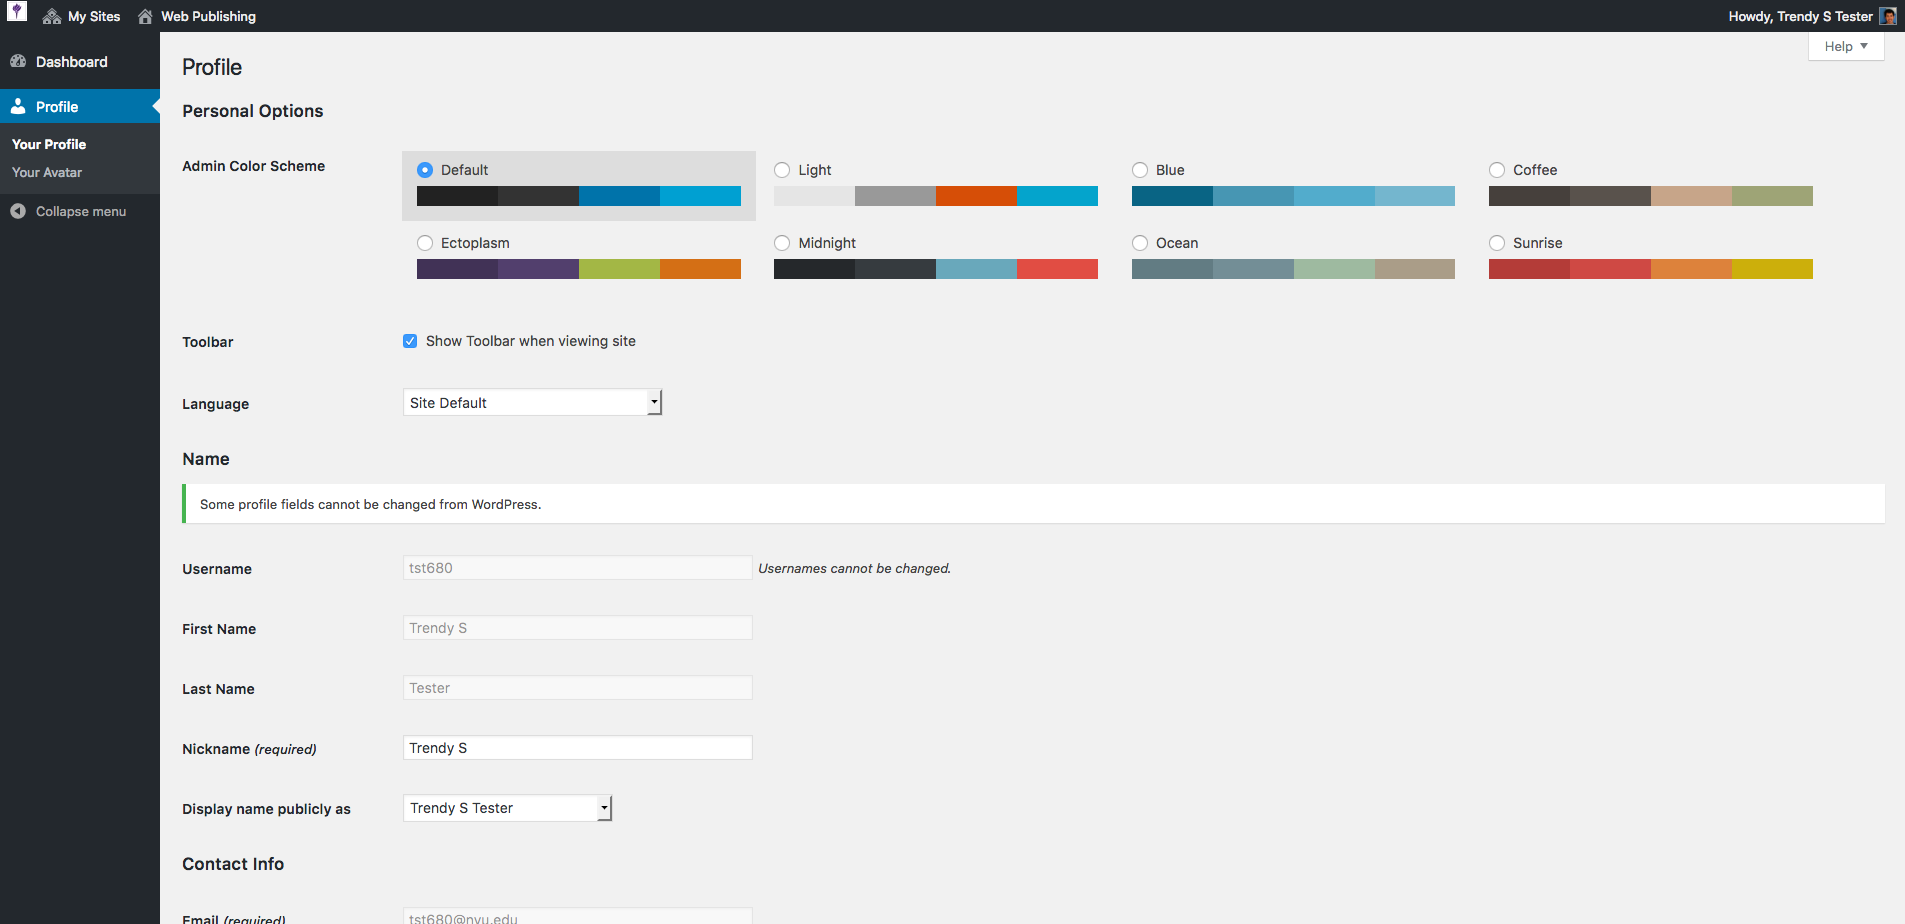 My Sites
Web Publishing
Howdy, Trendy S Tester
Help
Dashboard
Profile
Your Profile
Your Avatar
Collapse menu
Profile
Personal Options
Admin Color Scheme
Default
Light
Blue
Coffee
Ectoplasm
Midnight
Ocean
Sunrise
Toolbar
Show Toolbar when viewing site
Language
Site Default
Name
Some profile fields cannot be changed from WordPress.
Username
tst680
Usernames cannot be changed.
First Name
Trendy S
Last Name
Tester
Nickname (required)
Trendy S
Display name publicly as
Trendy S Tester
Contact Info
Email (required)
tst680@nyu.edu